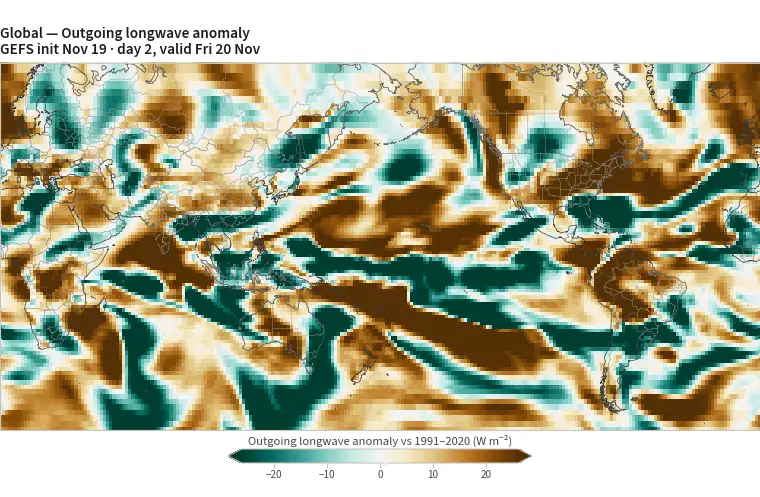 Global — Outgoing longwave anomaly
GEFS init Nov 19 · day 2, valid Fri 20 Nov
Outgoing longwave anomaly vs 1991–2020 (W m⁻²)
−20 −10 0 10 20